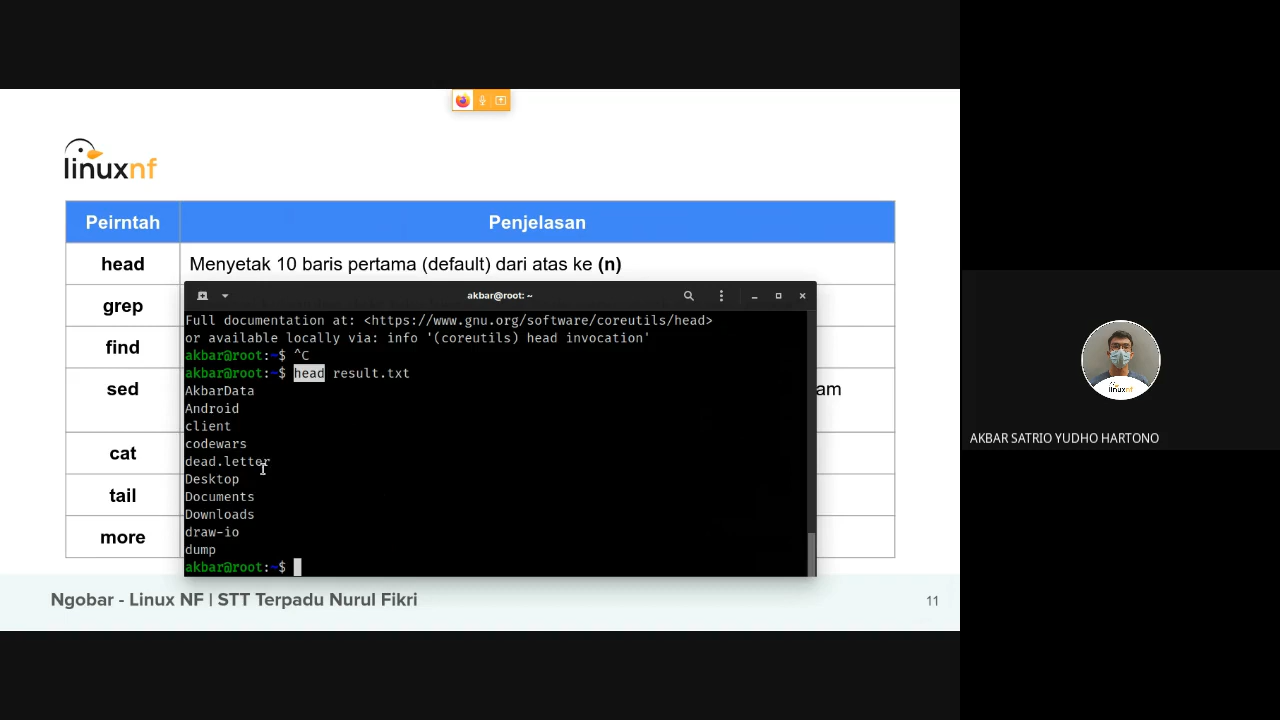 linuxnf
Peirntah Penjelasan
head Menyetak 10 baris pertama (default) dari atas ke (n)
grep
find
sed am
cat
tail
more
akbar@root: ~
Full documentation at: <https://www.gnu.org/software/coreutils/head>
or available locally via: info '(coreutils) head invocation'
akbar@root:~$ ^C
akbar@root:~$ head result.txt
AkbarData
Android
client
codewars
dead.letter
Desktop
Documents
Downloads
draw-io
dump
akbar@root:~$
Ngobar - Linux NF | STT Terpadu Nurul Fikri
11
linuxnf
AKBAR SATRIO YUDHO HARTONO